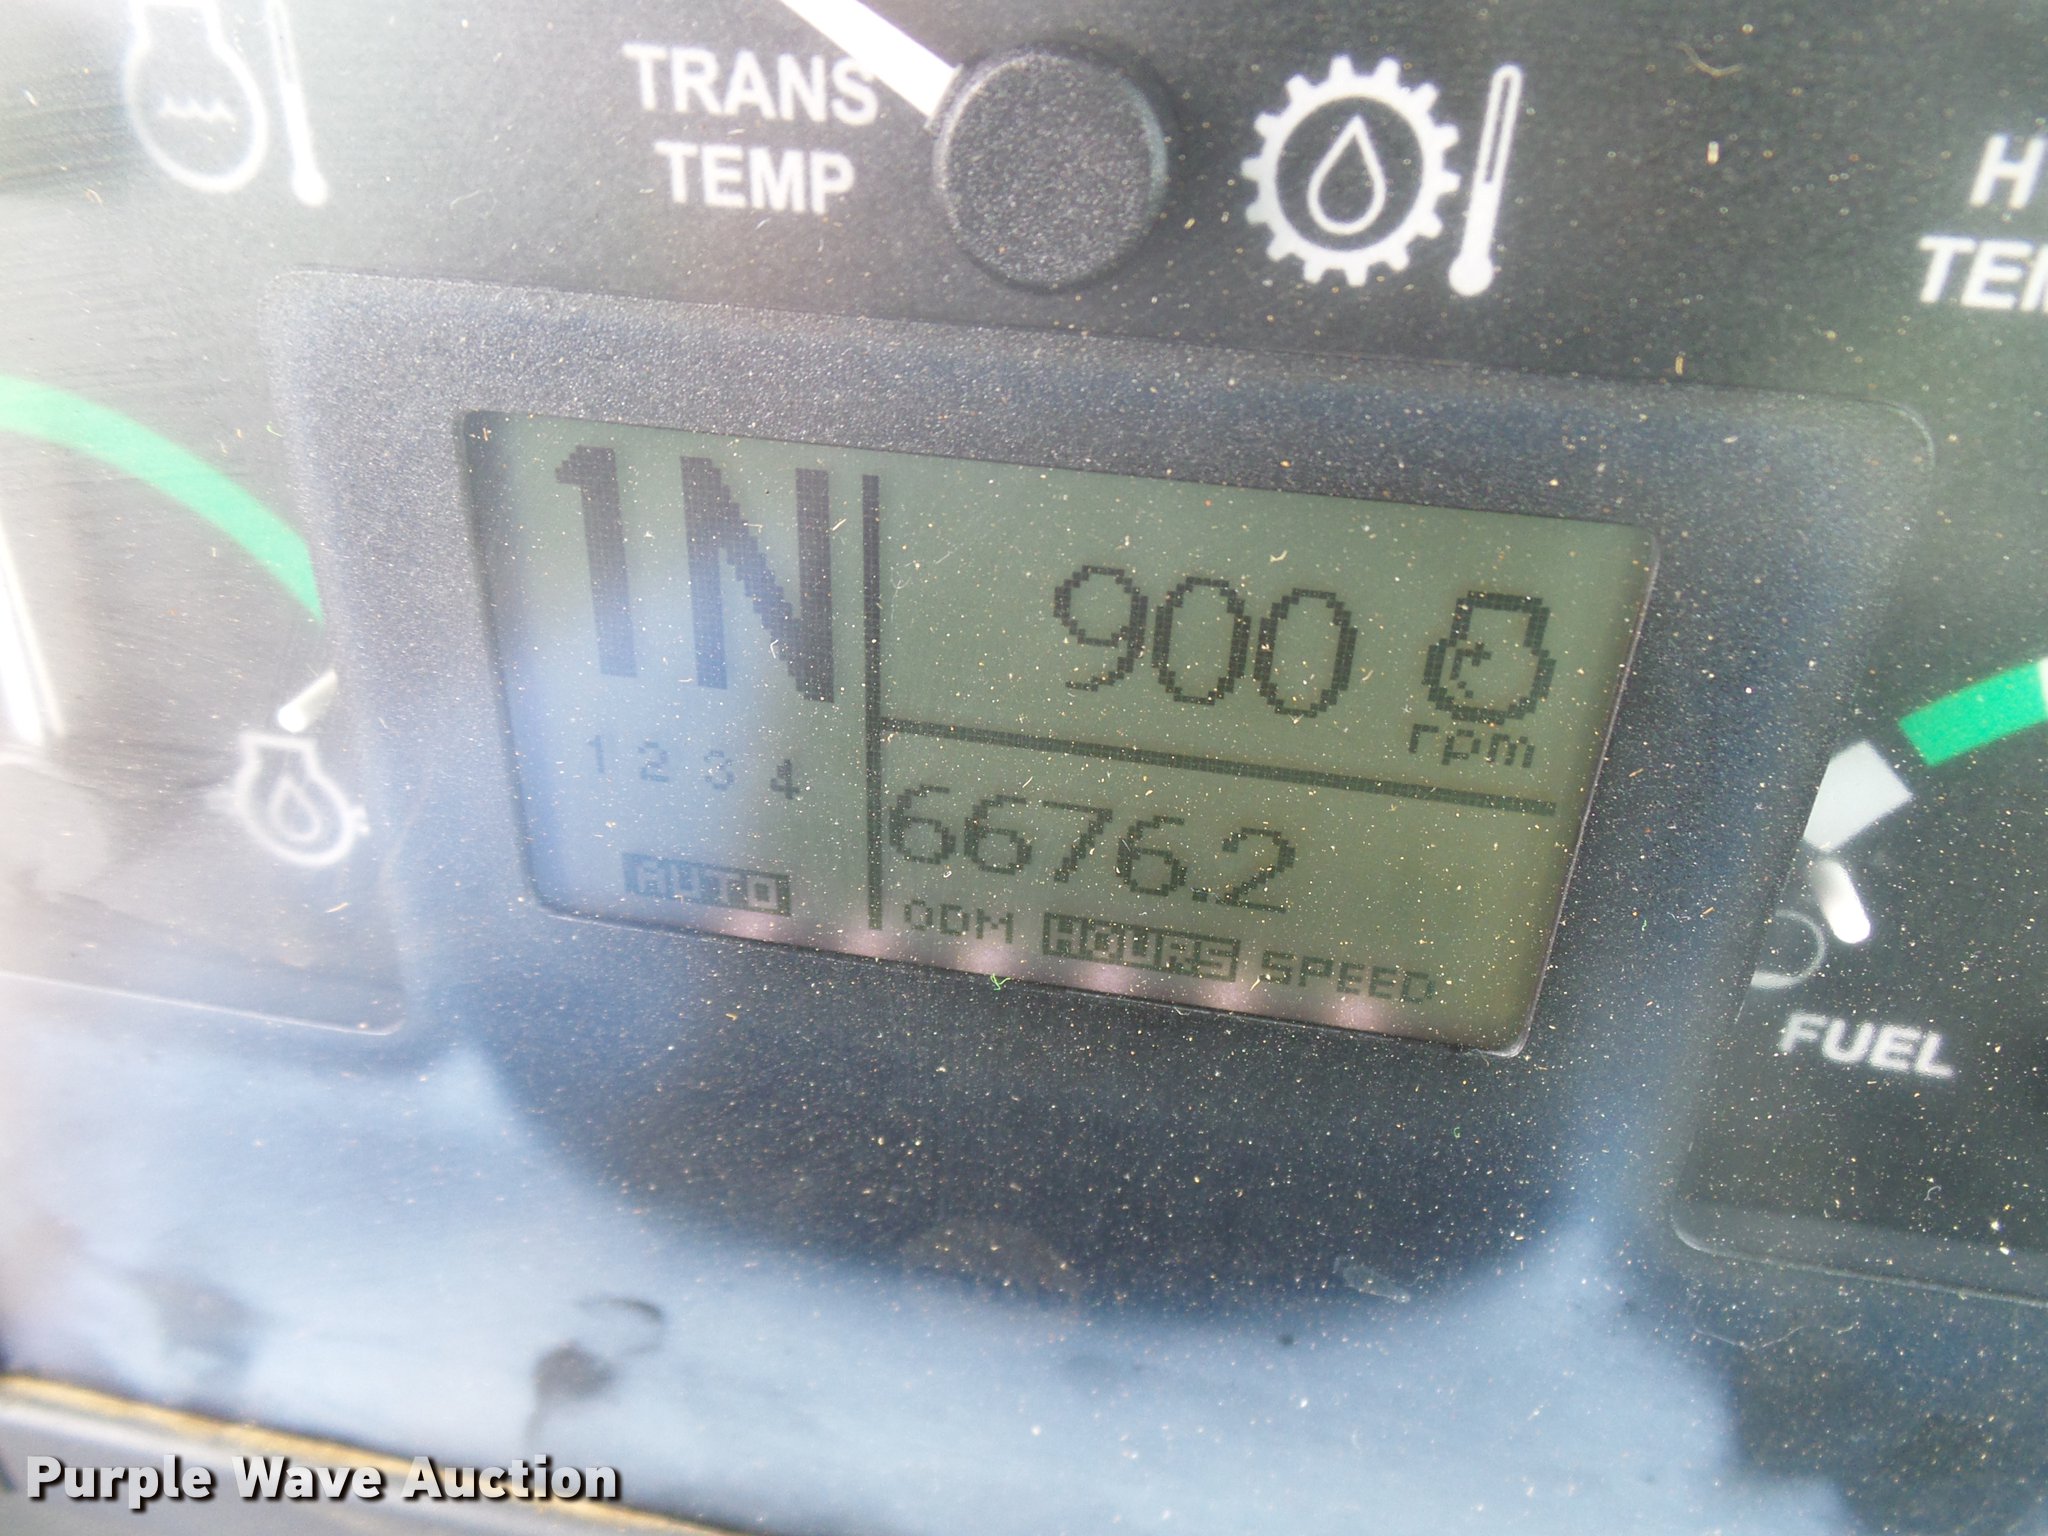 TRANS
TEMP
1N
900
rpm
1 2 3 4
6676.2
AUTO
ODM HOURS SPEED
FUEL
Purple Wave Auction